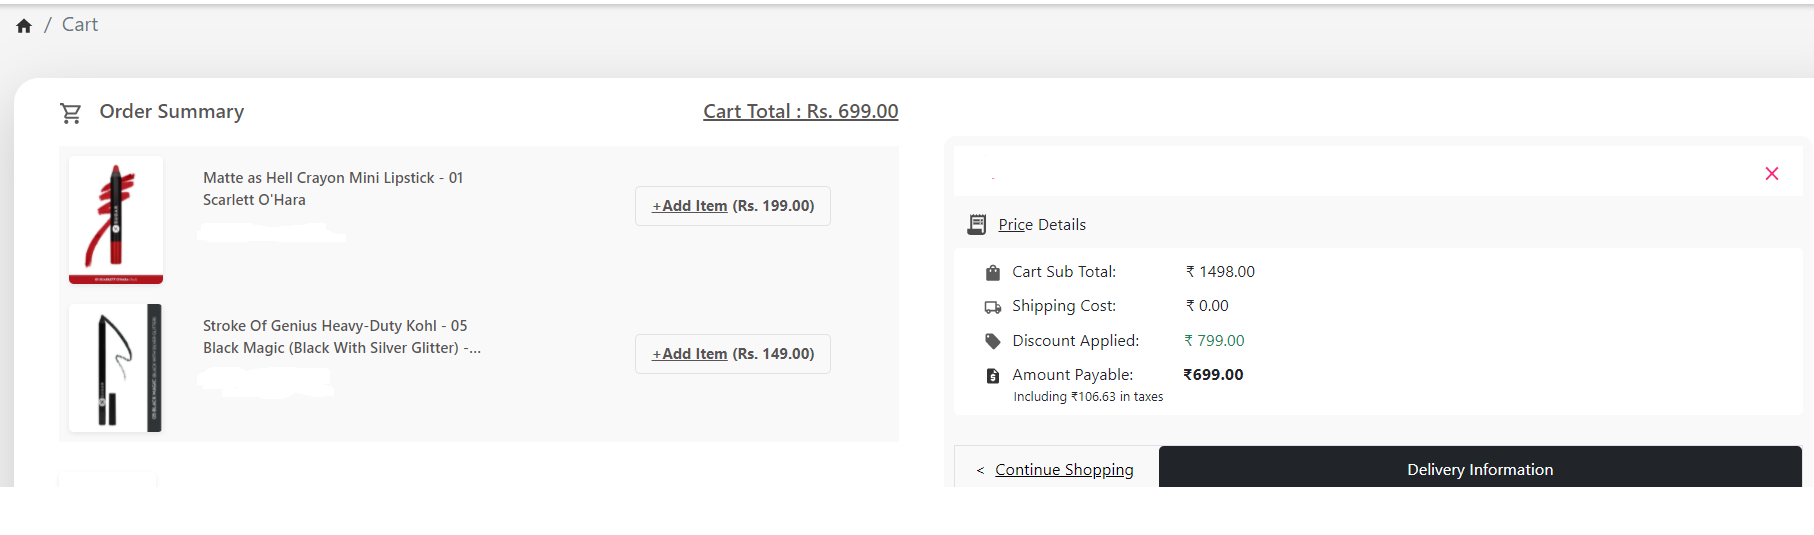 / Cart
Order Summary
Cart Total : Rs. 699.00
Matte as Hell Crayon Mini Lipstick - 01
Scarlett O'Hara
+Add Item (Rs. 199.00)
Stroke Of Genius Heavy-Duty Kohl - 05
Black Magic (Black With Silver Glitter) -...
+Add Item (Rs. 149.00)
Price Details
Cart Sub Total: ₹ 1498.00
Shipping Cost: ₹ 0.00
Discount Applied: ₹ 799.00
Amount Payable: ₹699.00
Including ₹106.63 in taxes
< Continue Shopping
Delivery Information